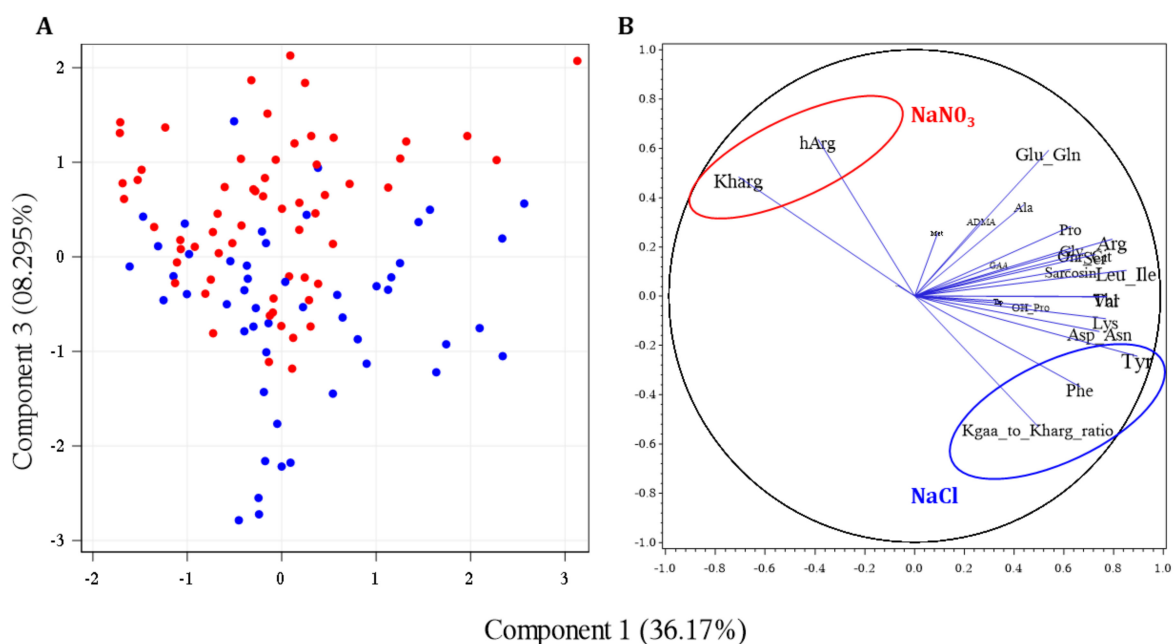 A
B
2
1
0
-1
-2
-3
-2 -1 0 1 2 3
Component 3 (08.295%)
1.0
0.8
0.6
0.4
0.2
0.0
-0.2
-0.4
-0.6
-0.8
-1.0
-1.0 -0.8 -0.6 -0.4 -0.2 0.0 0.2 0.4 0.6 0.8 1.0
NaN0₃
hArg
Kharg
Glu_Gln
Ala
ADMA
Met
Pro
Arg
Gly
Ser
GAA
Sarcosin
Leu_Ile
Val
OH_Pro
Lys
Asp_Asn
Tyr
Phe
Kgaa_to_Kharg_ratio
NaCl
Component 1 (36.17%)